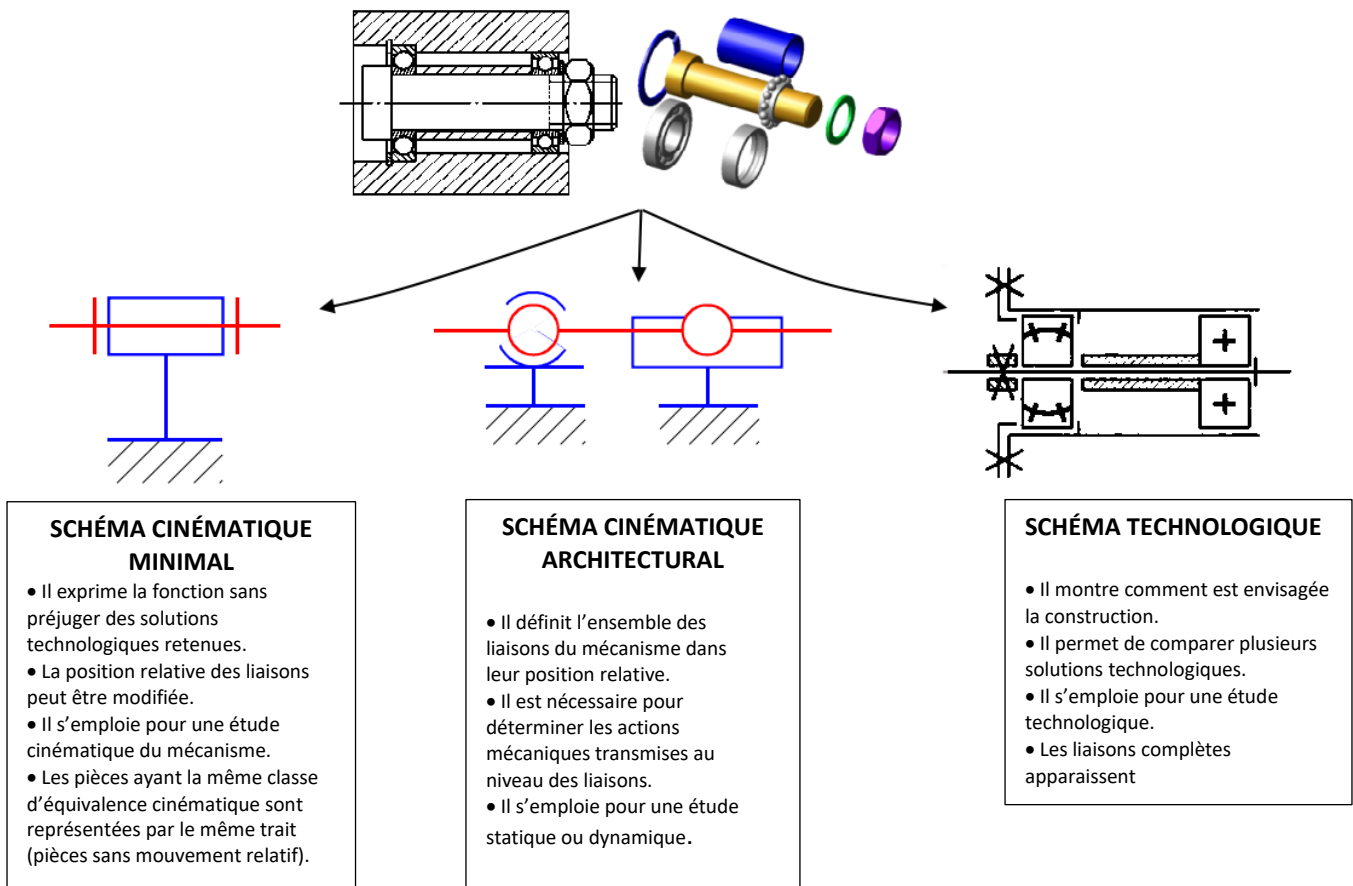 SCHÉMA CINÉMATIQUE
MINIMAL
• Il exprime la fonction sans
préjuger des solutions
technologiques retenues.
• La position relative des liaisons
peut être modifiée.
• Il s’emploie pour une étude
cinématique du mécanisme.
• Les pièces ayant la même classe
d’équivalence cinématique sont
représentées par le même trait
(pièces sans mouvement relatif).
SCHÉMA CINÉMATIQUE
ARCHITECTURAL
• Il définit l’ensemble des
liaisons du mécanisme dans
leur position relative.
• Il est nécessaire pour
déterminer les actions
mécaniques transmises au
niveau des liaisons.
• Il s’emploie pour une étude
statique ou dynamique.
SCHÉMA TECHNOLOGIQUE
• Il montre comment est envisagée
la construction.
• Il permet de comparer plusieurs
solutions technologiques.
• Il s’emploie pour une étude
technologique.
• Les liaisons complètes
apparaissent